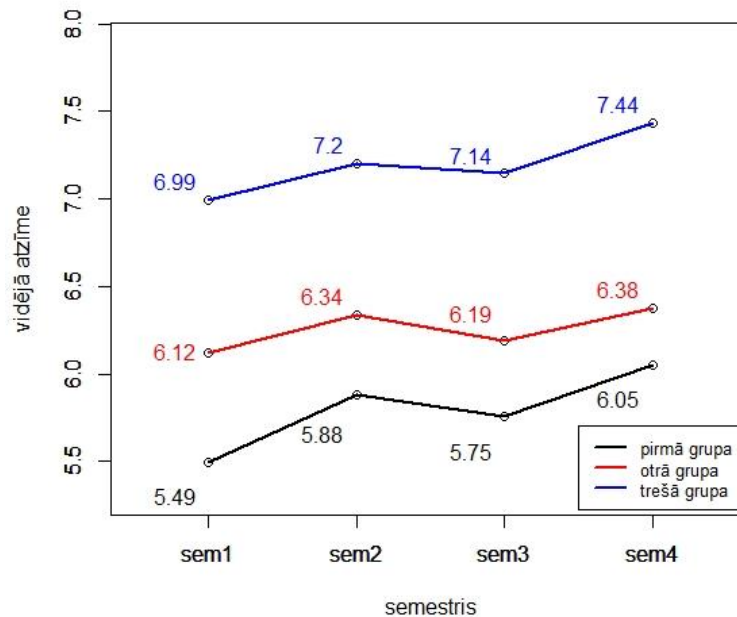 8.0
7.5
7.0
6.5
6.0
5.5
vidējā atzīme
6.99
7.2
7.14
7.44
6.12
6.34
6.19
6.38
5.49
5.88
5.75
6.05
pirmā grupa
otrā grupa
trešā grupa
sem1
sem2
sem3
sem4
semestris